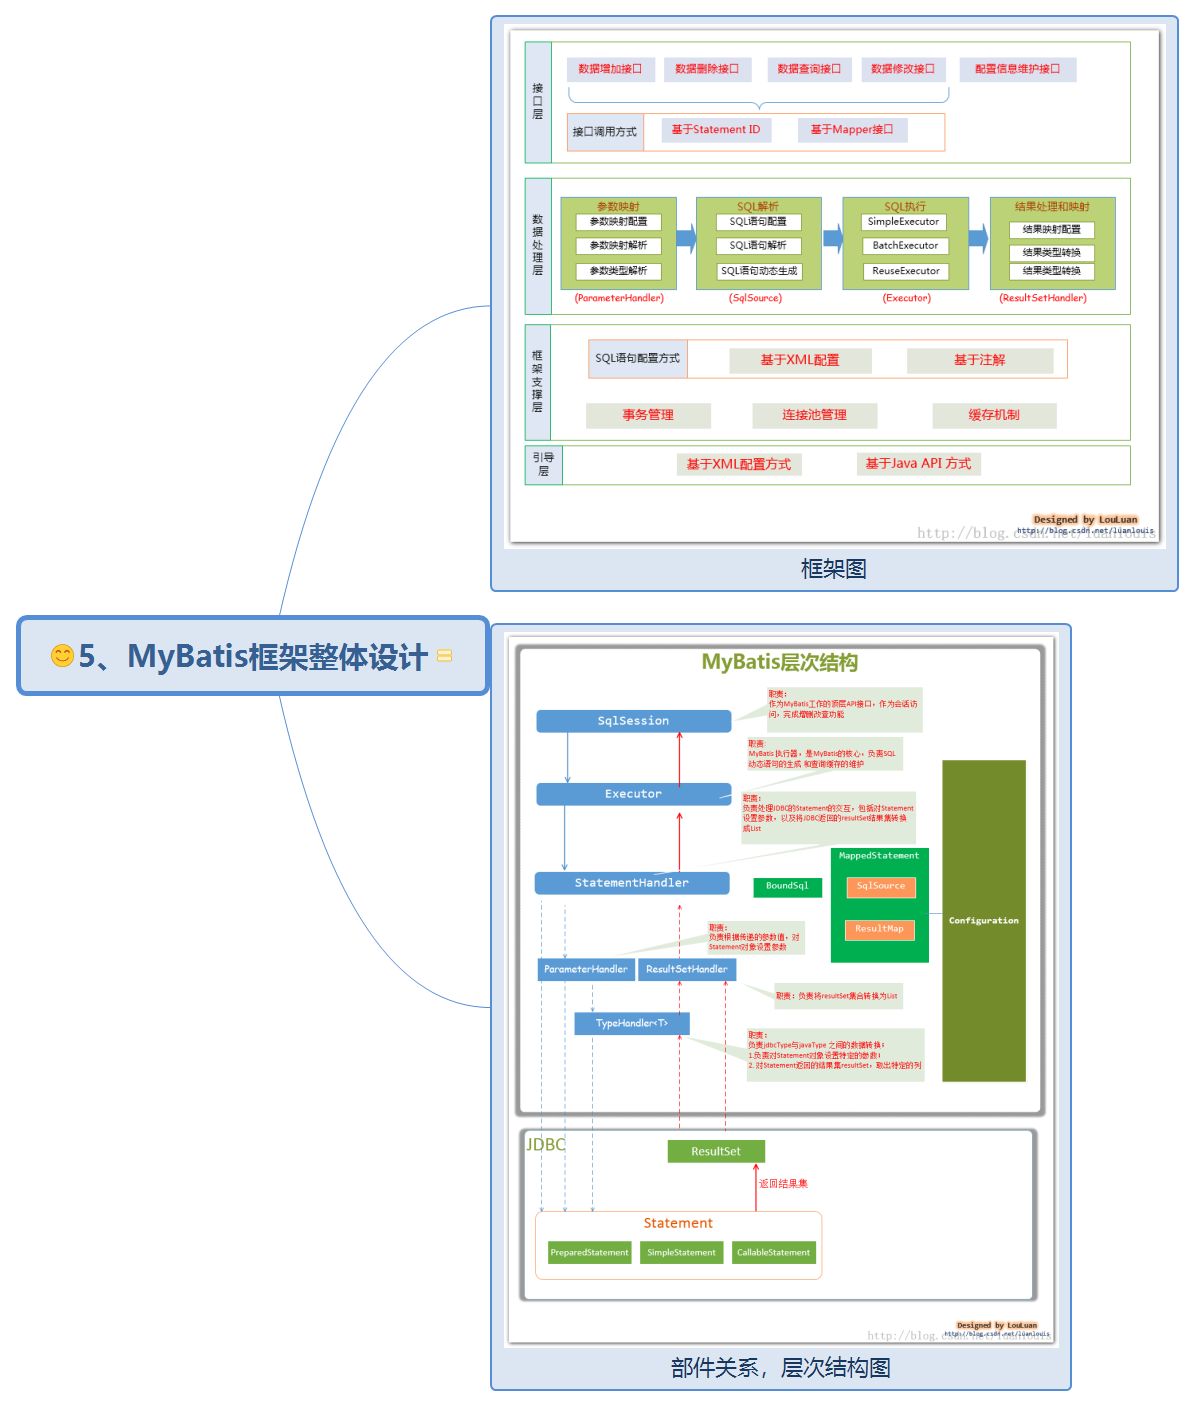 5、MyBatis框架整体设计
接口层
数据增加接口
数据删除接口
数据查询接口
数据修改接口
配置信息维护接口
接口调用方式
基于Statement ID
基于Mapper接口
数据处理层
参数映射
参数映射配置
参数映射解析
参数类型解析
(ParameterHandler)
SQL解析
SQL语句配置
SQL语句解析
SQL语句动态生成
(SqlSource)
SQL执行
SimpleExecutor
BatchExecutor
ReuseExecutor
(Executor)
结果处理和映射
结果映射配置
结果类型转换
结果类型转换
(ResultSetHandler)
框架支撑层
SQL语句配置方式
基于XML配置
基于注解
事务管理
连接池管理
缓存机制
引导
层
基于XML配置方式
基于Java API 方式
Designed by LouLuan
http://blog.csdn.net/luanlouis
http://blog.csdn.net/luanlouis
框架图
MyBatis层次结构
职责：
作为MyBatis工作的顶层API接口，作为会话访
问，完成增删改查功能
SqlSession
职责:
MyBatis 执行器，是MyBatis的核心，负责SQL
动态语句的生成 和查询缓存的维护
Executor
职责：
负责处理JDBC的Statement的交互，包括对Statement
设置参数，以及将JDBC返回的resultSet结果集转换
成List
StatementHandler
BoundSql
MappedStatement
SqlSource
ResultMap
Configuration
职责：
负责根据传递的参数值，对
Statement对象设置参数
ParameterHandler
ResultSetHandler
职责：负责将resultSet集合转换为List
TypeHandler<T>
职责：
负责jdbcType与javaType 之间的数据转换：
1.负责对Statement对象设置特定的参数；
2. 对Statement返回的结果集resultSet，取出特定的列
JDBC
ResultSet
返回结果集
Statement
PreparedStatement
SimpleStatement
CallableStatement
Designed by LouLuan
http://blog.csdn.net/luanlouis
http://blog.csdn.net/luanlouis
部件关系，层次结构图